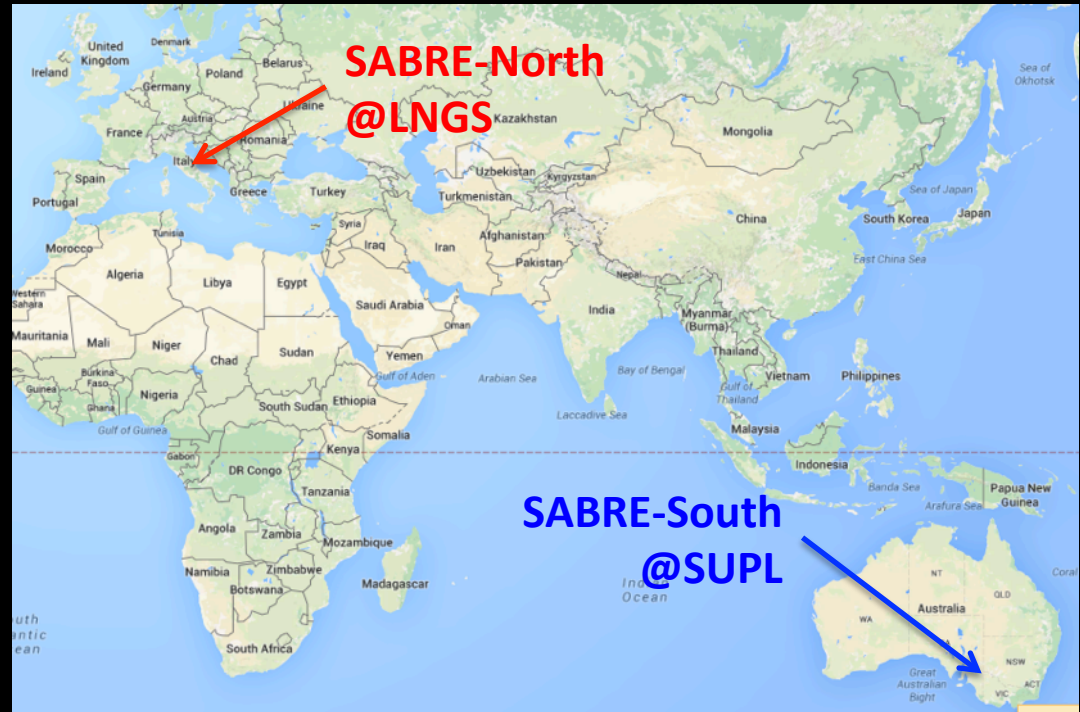 SABRE-North
@LNGS
SABRE-South
@SUPL
United
Kingdom
Ireland
Denmark
Belarus
Poland
Germany
Ukraine
Austria
France
Romania
Italy
Spain
Portugal
Greece
Turkey
Kazakhstan
Mongolia
Sea of
Okhotsk
Uzbekistan
Kyrgyzstan
Turkmenistan
Sea of Japan
China
South Korea
Japan
Syria
Tunisia
Morocco
Iraq
Iran
Afghanistan
Pakistan
East China Sea
Algeria
Libya
Egypt
Nepal
Western
Sahara
Saudi Arabia
India
Myanmar
(Burma)
Oman
Mauritania
Mali
Niger
Chad
Sudan
Yemen
Thailand
Gulf of Aden
Arabian Sea
Bay of Bengal
Vietnam
Philippines
Burkina
Faso
Guinea
Nigeria
Ghana
South Sudan
Ethiopia
Gulf of
Thailand
Laccadive Sea
Gulf of Guinea
Somalia
Malaysia
Kenya
Gabon
DR Congo
Indonesia
Tanzania
Banda Sea
Papua New
Guinea
Arafura Sea
Angola
Zambia
Mozambique
Namibia
Zimbabwe
Botswana
Madagascar
Ocean
NT
QLD
Coral
Australia
WA
South Africa
NSW
Great
Australian
Bight
ACT
VIC